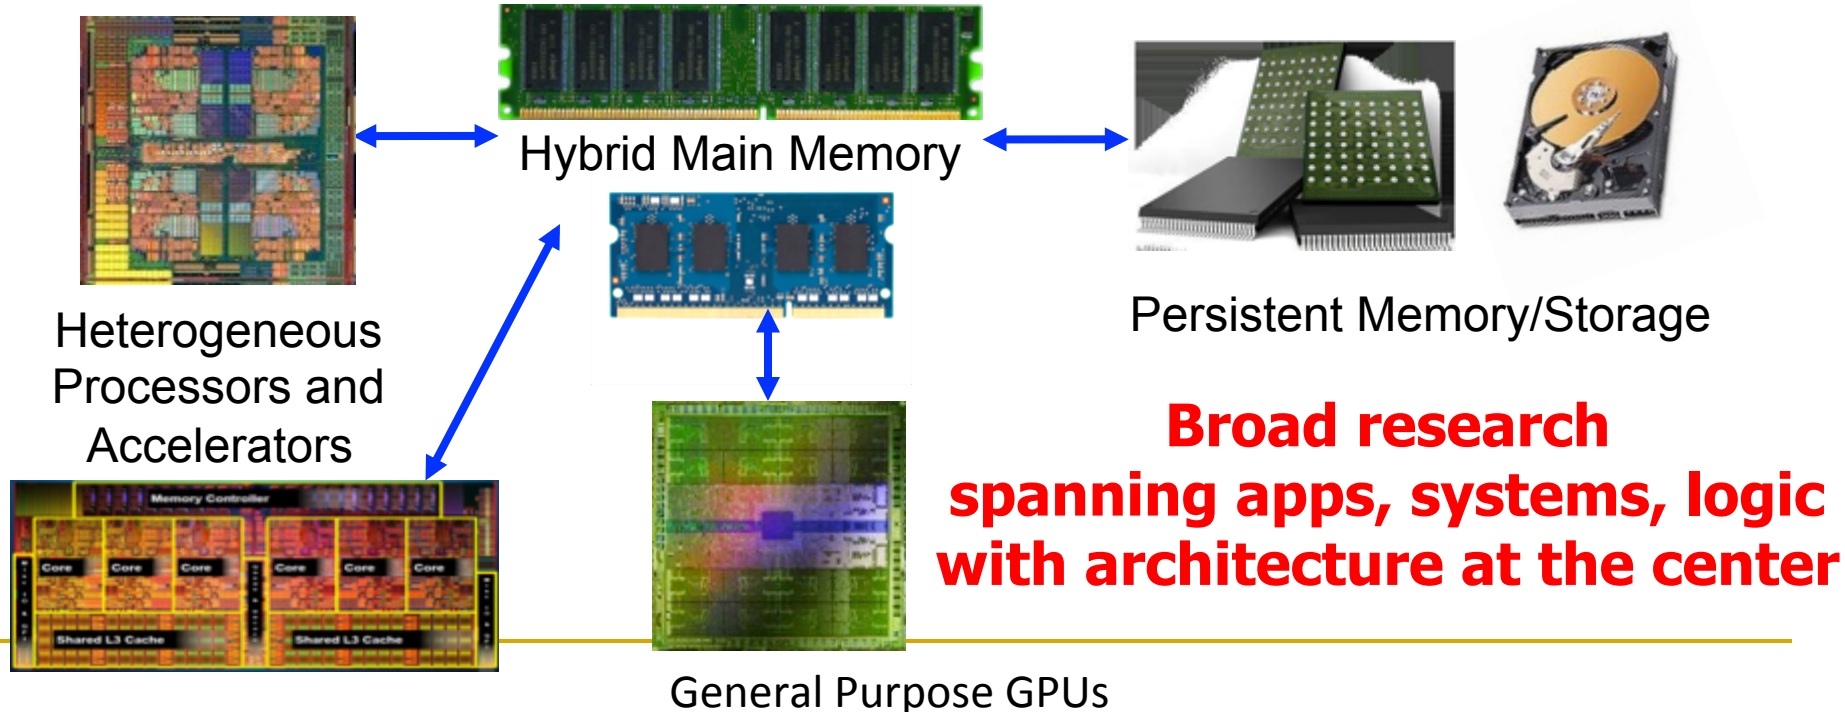 Hybrid Main Memory
Heterogeneous
Processors and
Accelerators
Persistent Memory/Storage
Broad research
spanning apps, systems, logic
with architecture at the center
Memory Controller
Core
Core
Core
Core
Core
Core
Shared L3 Cache
Shared L3 Cache
General Purpose GPUs